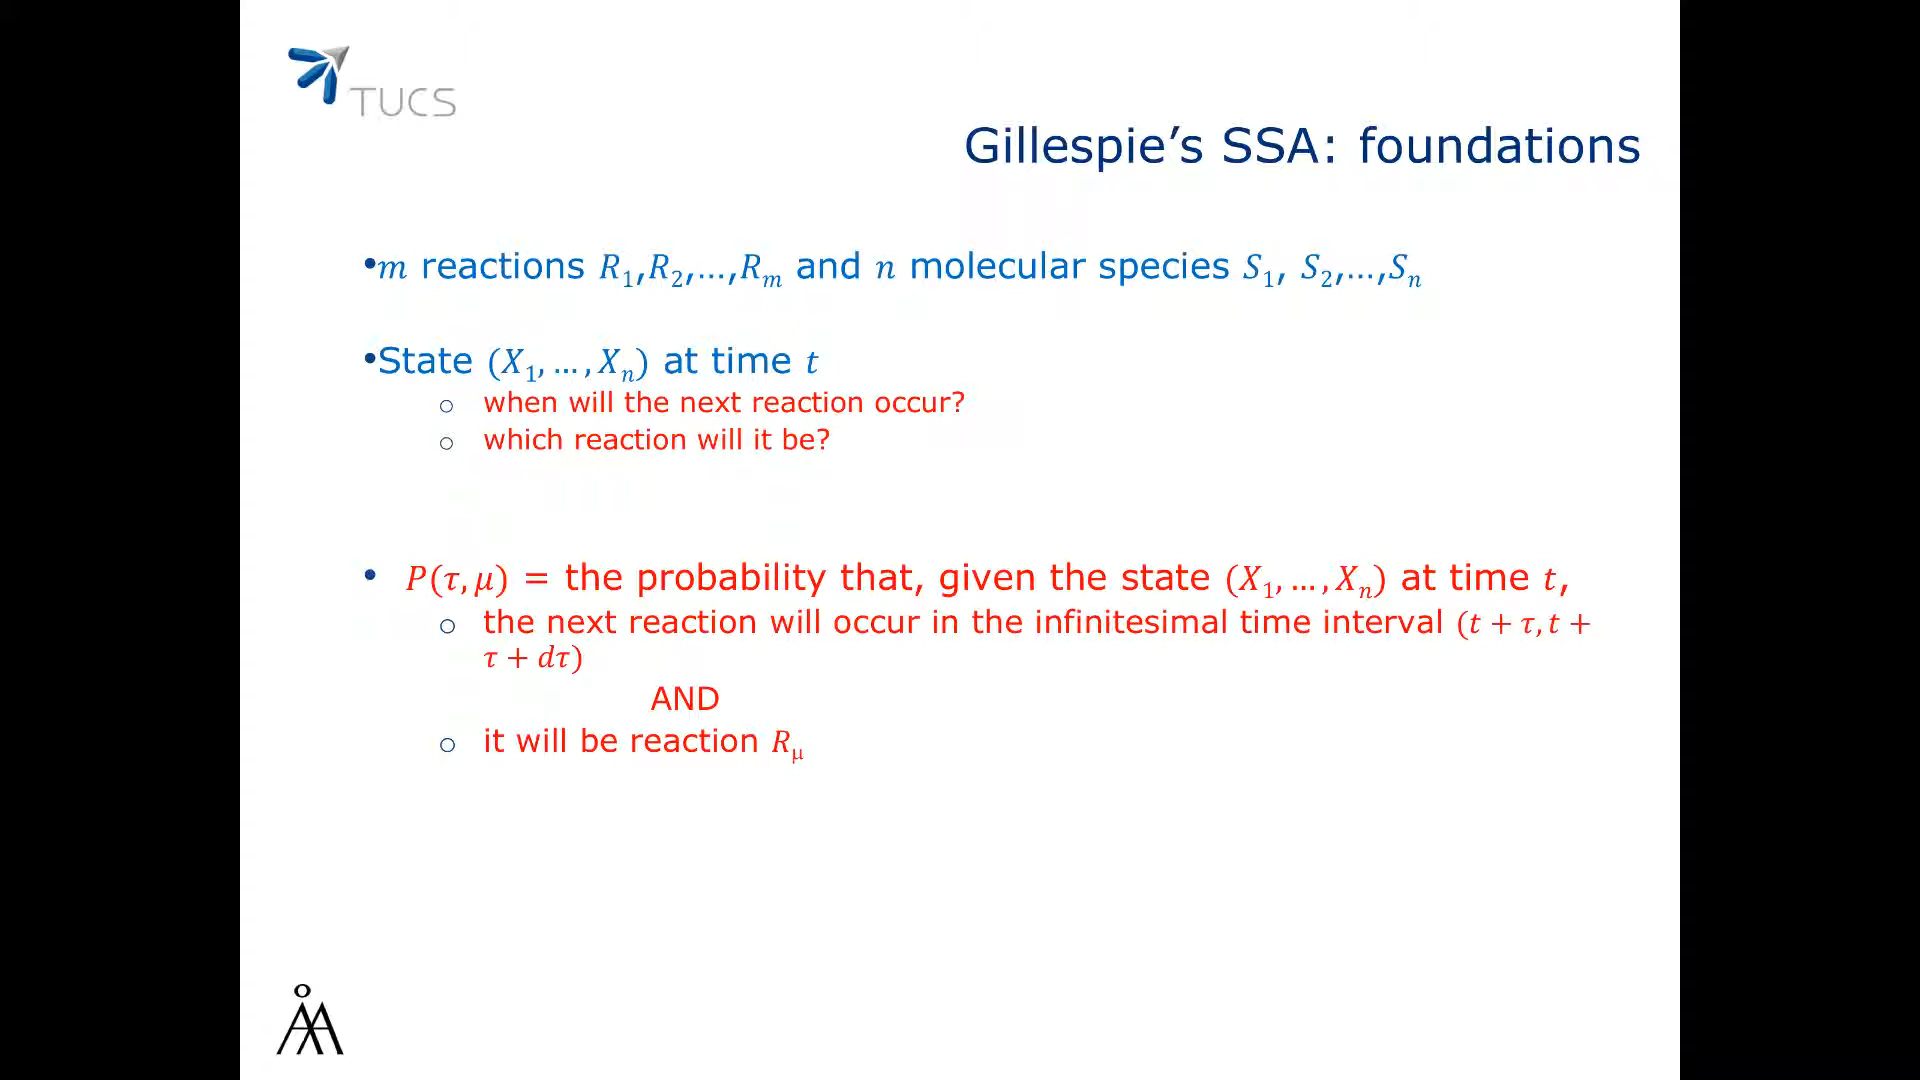 TUCS
Gillespie’s SSA: foundations
•m reactions R₁,R₂,…,Rₘ and n molecular species S₁, S₂,…,Sₙ
•State (X₁, … , Xₙ) at time t
o when will the next reaction occur?
o which reaction will it be?
• P(τ, μ) = the probability that, given the state (X₁, … , Xₙ) at time t,
o the next reaction will occur in the infinitesimal time interval (t + τ, t +
τ + dτ)
AND
o it will be reaction R_μ